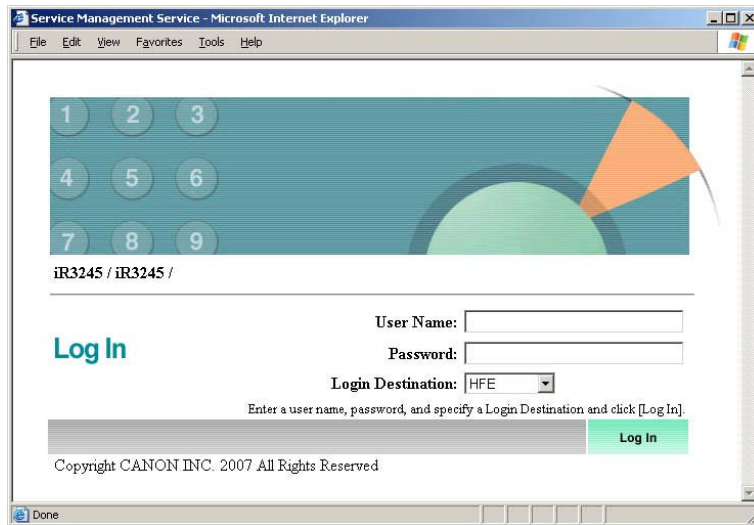 Service Management Service - Microsoft Internet Explorer
File Edit View Favorites Tools Help
1 2 3
4 5 6
7 8 9
iR3245 / iR3245 /
User Name:
Log In
Password:
Login Destination: HFE
Enter a user name, password, and specify a Login Destination and click [Log In].
Log In
Copyright CANON INC. 2007 All Rights Reserved
Done